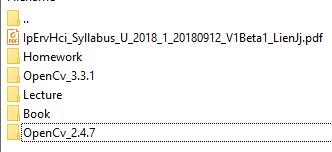 ..
IpErvHci_Syllabus_U_2018_1_20180912_V1Beta1_LienJj.pdf
Homework
OpenCv_3.3.1
Lecture
Book
OpenCv_2.4.7